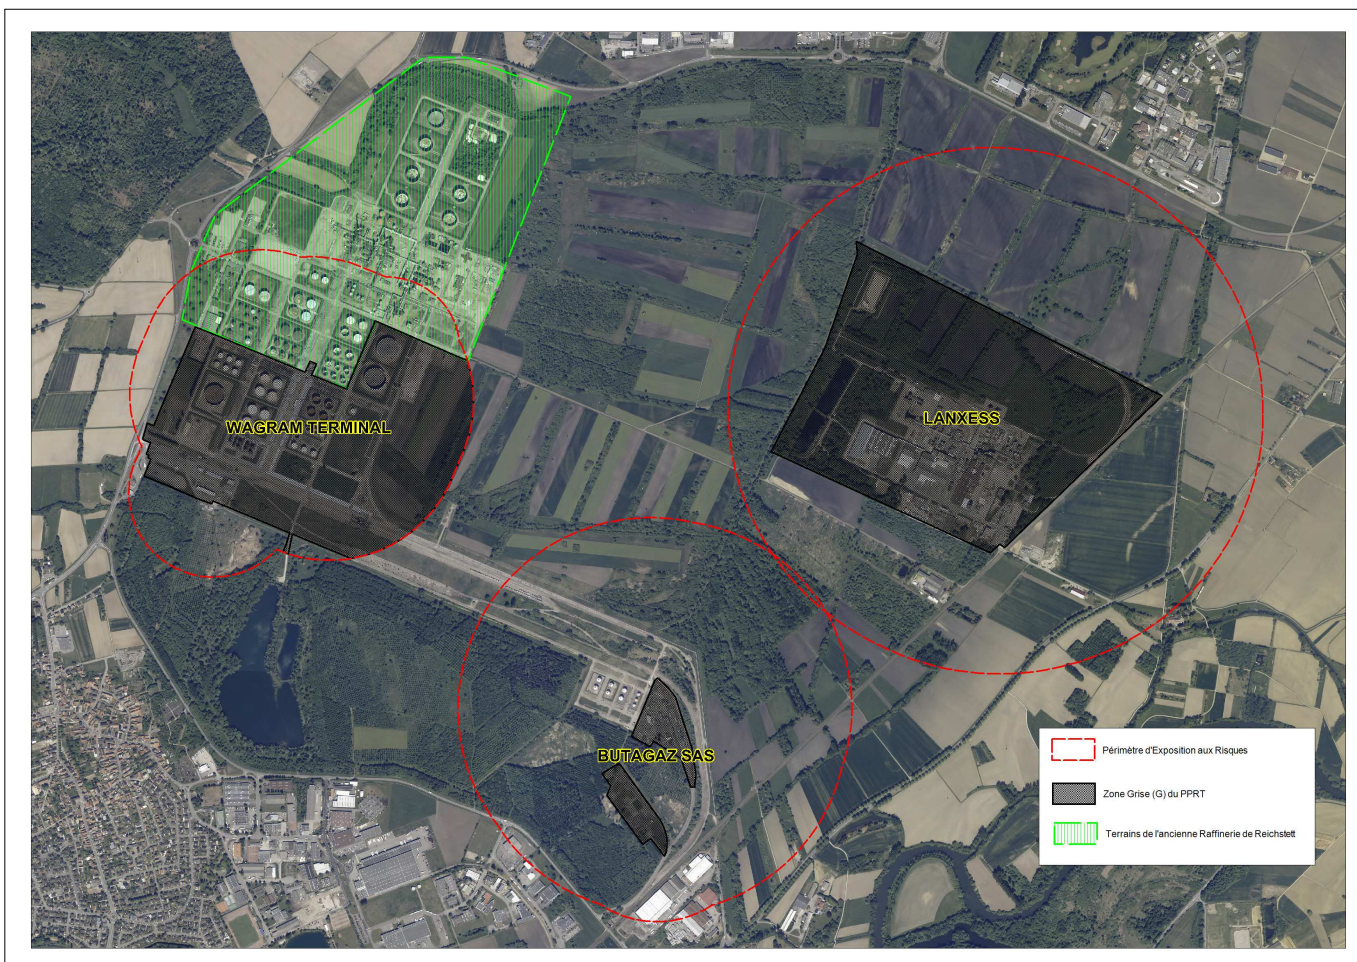 WAGRAM TERMINAL
LANXESS
BUTAGAZ SAS
Périmètre d'Exposition aux Risques
Zone Grise (G) du PPRT
Terrains de l'ancienne Raffinerie de Reichstett